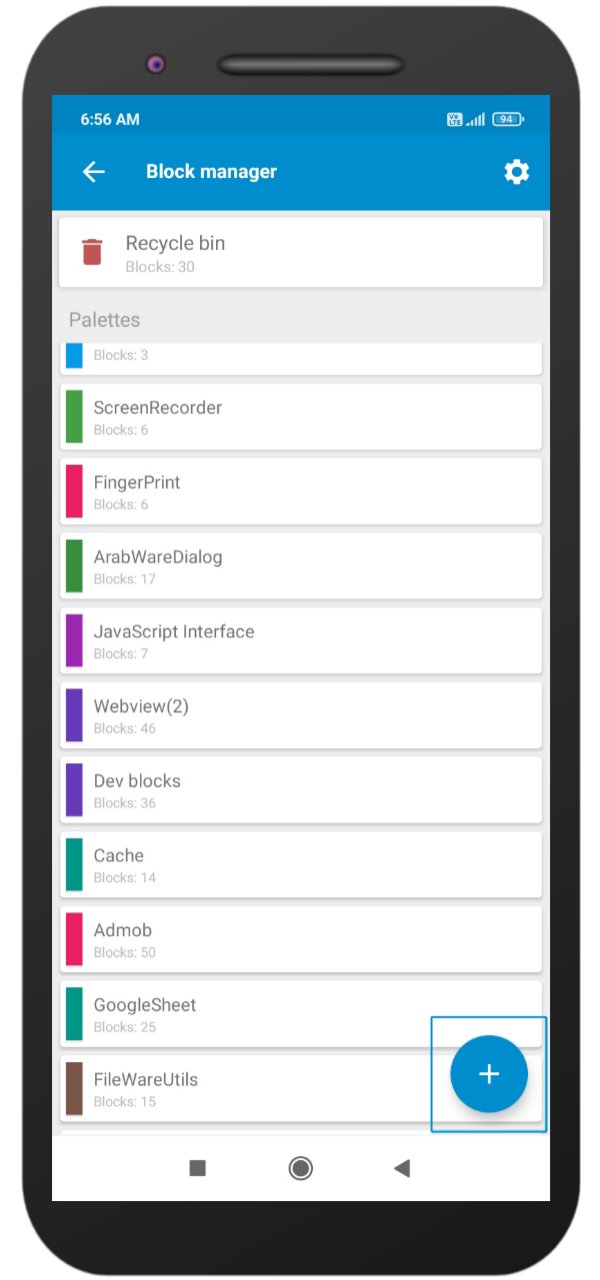 6:56 AM
VO LTE
94
Block manager
Recycle bin
Blocks: 30
Palettes
Blocks: 3
ScreenRecorder
Blocks: 6
FingerPrint
Blocks: 6
ArabWareDialog
Blocks: 17
JavaScript Interface
Blocks: 7
Webview(2)
Blocks: 46
Dev blocks
Blocks: 36
Cache
Blocks: 14
Admob
Blocks: 50
GoogleSheet
Blocks: 25
FileWareUtils
Blocks: 15
+